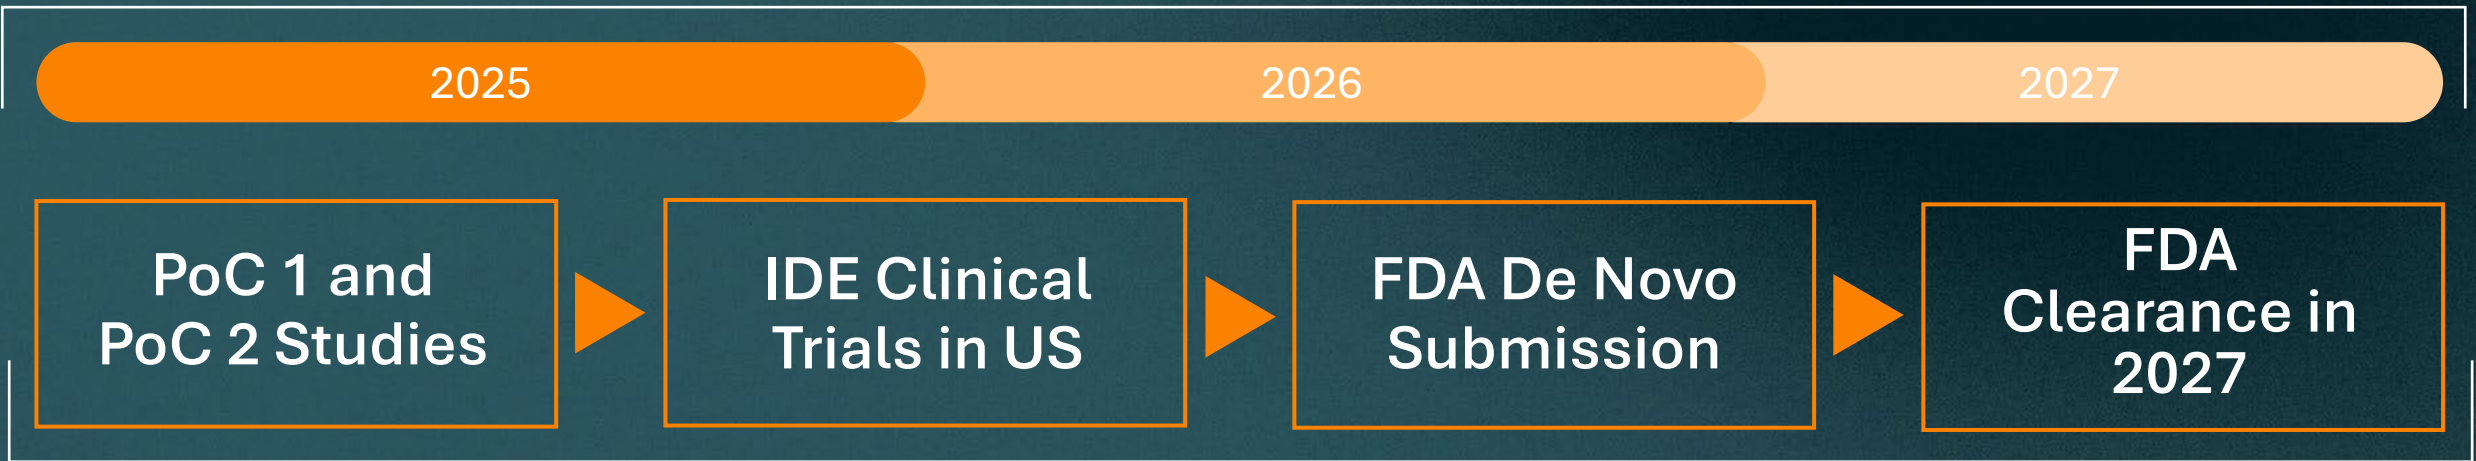 2025
2026
2027
PoC 1 and
PoC 2 Studies
IDE Clinical
Trials in US
FDA De Novo
Submission
FDA
Clearance in
2027